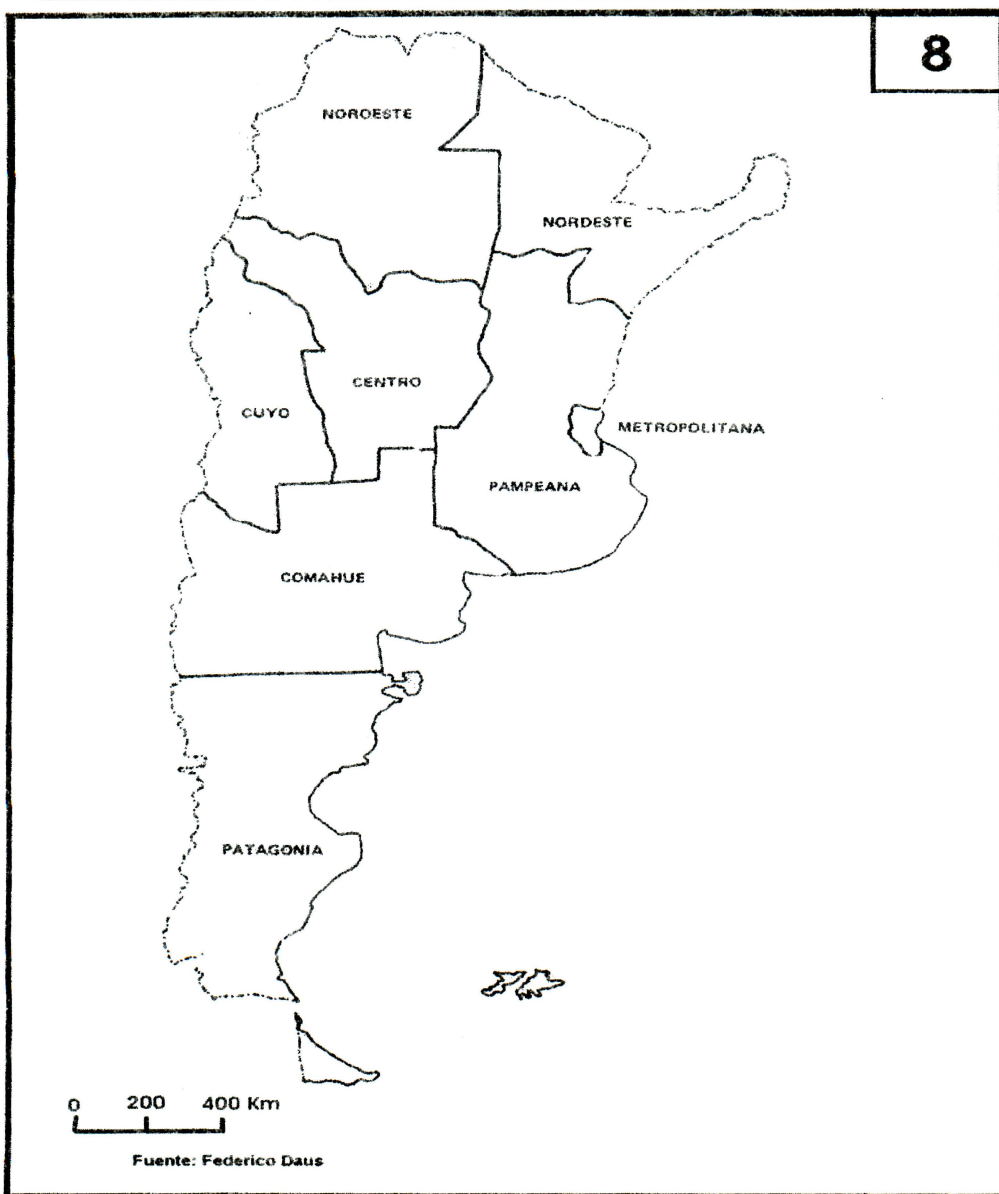 8
NOROESTE
NORDESTE
CENTRO
CUYO
METROPOLITANA
PAMPEANA
COMAHUE
PATAGONIA
0 200 400 Km
Fuente: Federico Daus